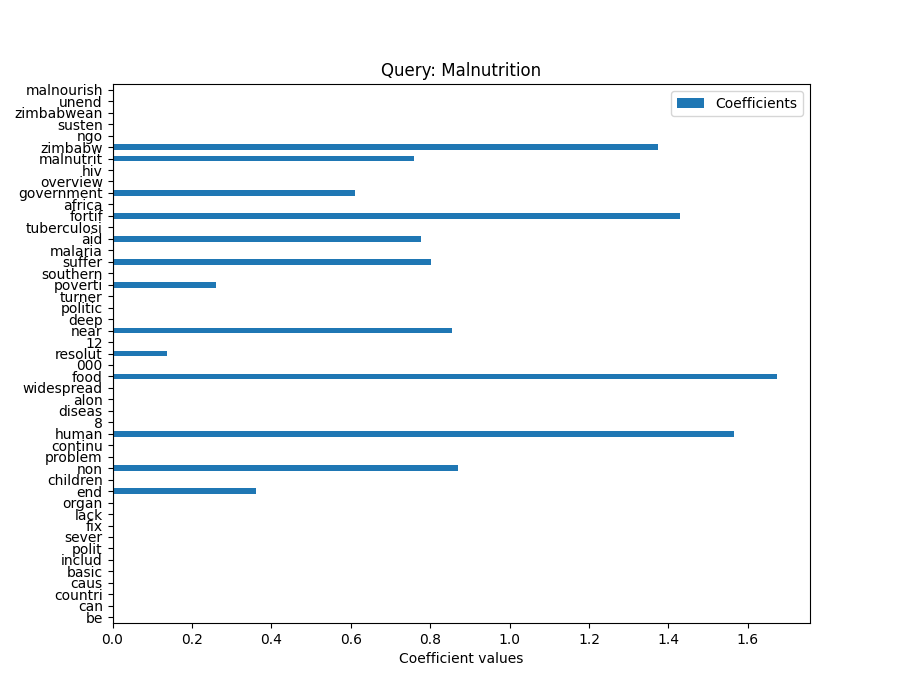 Query: Malnutrition
Coefficients
malnourish
unend
zimbabwean
susten
ngo
zimbabw
malnutrit
hiv
overview
government
africa
fortif
tuberculosi
aid
malaria
suffer
southern
poverti
turner
politic
deep
near
12
resolut
000
food
widespread
alon
diseas
8
human
continu
problem
non
children
end
organ
lack
fix
sever
polit
includ
basic
caus
countri
can
be
0.0 0.2 0.4 0.6 0.8 1.0 1.2 1.4 1.6
Coefficient values